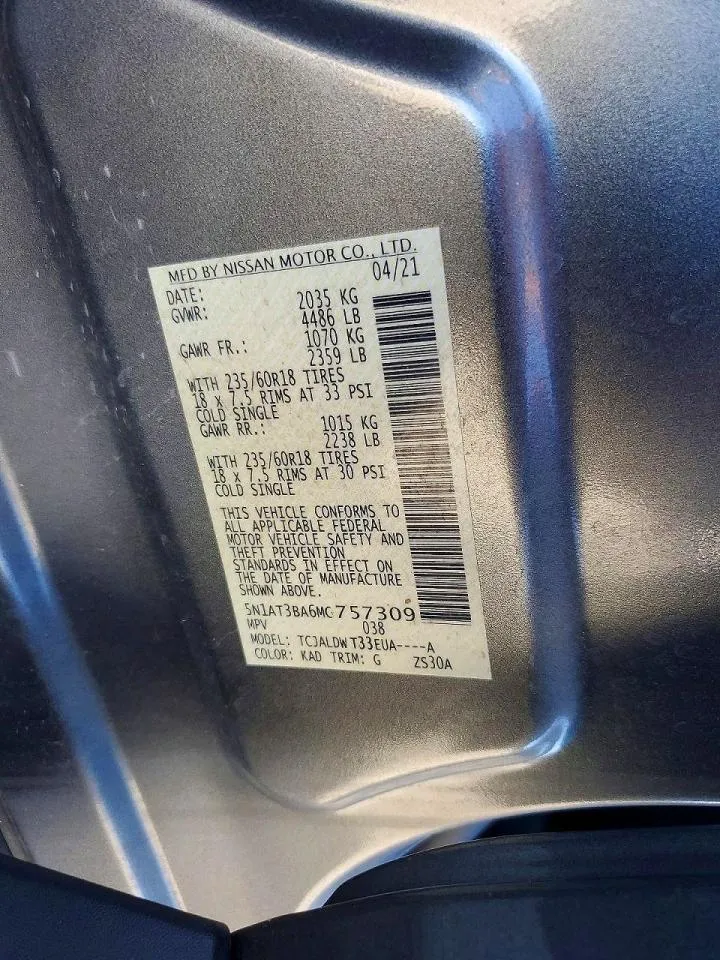 MFD BY NISSAN MOTOR CO., LTD.
DATE: 04/21
GVWR: 2035 KG
4486 LB
GAWR FR.: 1070 KG
2359 LB
WITH 235/60R18 TIRES
18 x 7.5 RIMS AT 33 PSI
COLD SINGLE
GAWR RR.: 1015 KG
2238 LB
WITH 235/60R18 TIRES
18 x 7.5 RIMS AT 30 PSI
COLD SINGLE
THIS VEHICLE CONFORMS TO
ALL APPLICABLE FEDERAL
MOTOR VEHICLE SAFETY AND
THEFT PREVENTION
STANDARDS IN EFFECT ON
THE DATE OF MANUFACTURE
SHOWN ABOVE.
5N1AT3BA6MC757309
MPV 038
MODEL: TCJALDWT33EUA----A
COLOR: KAD TRIM: G ZS30A